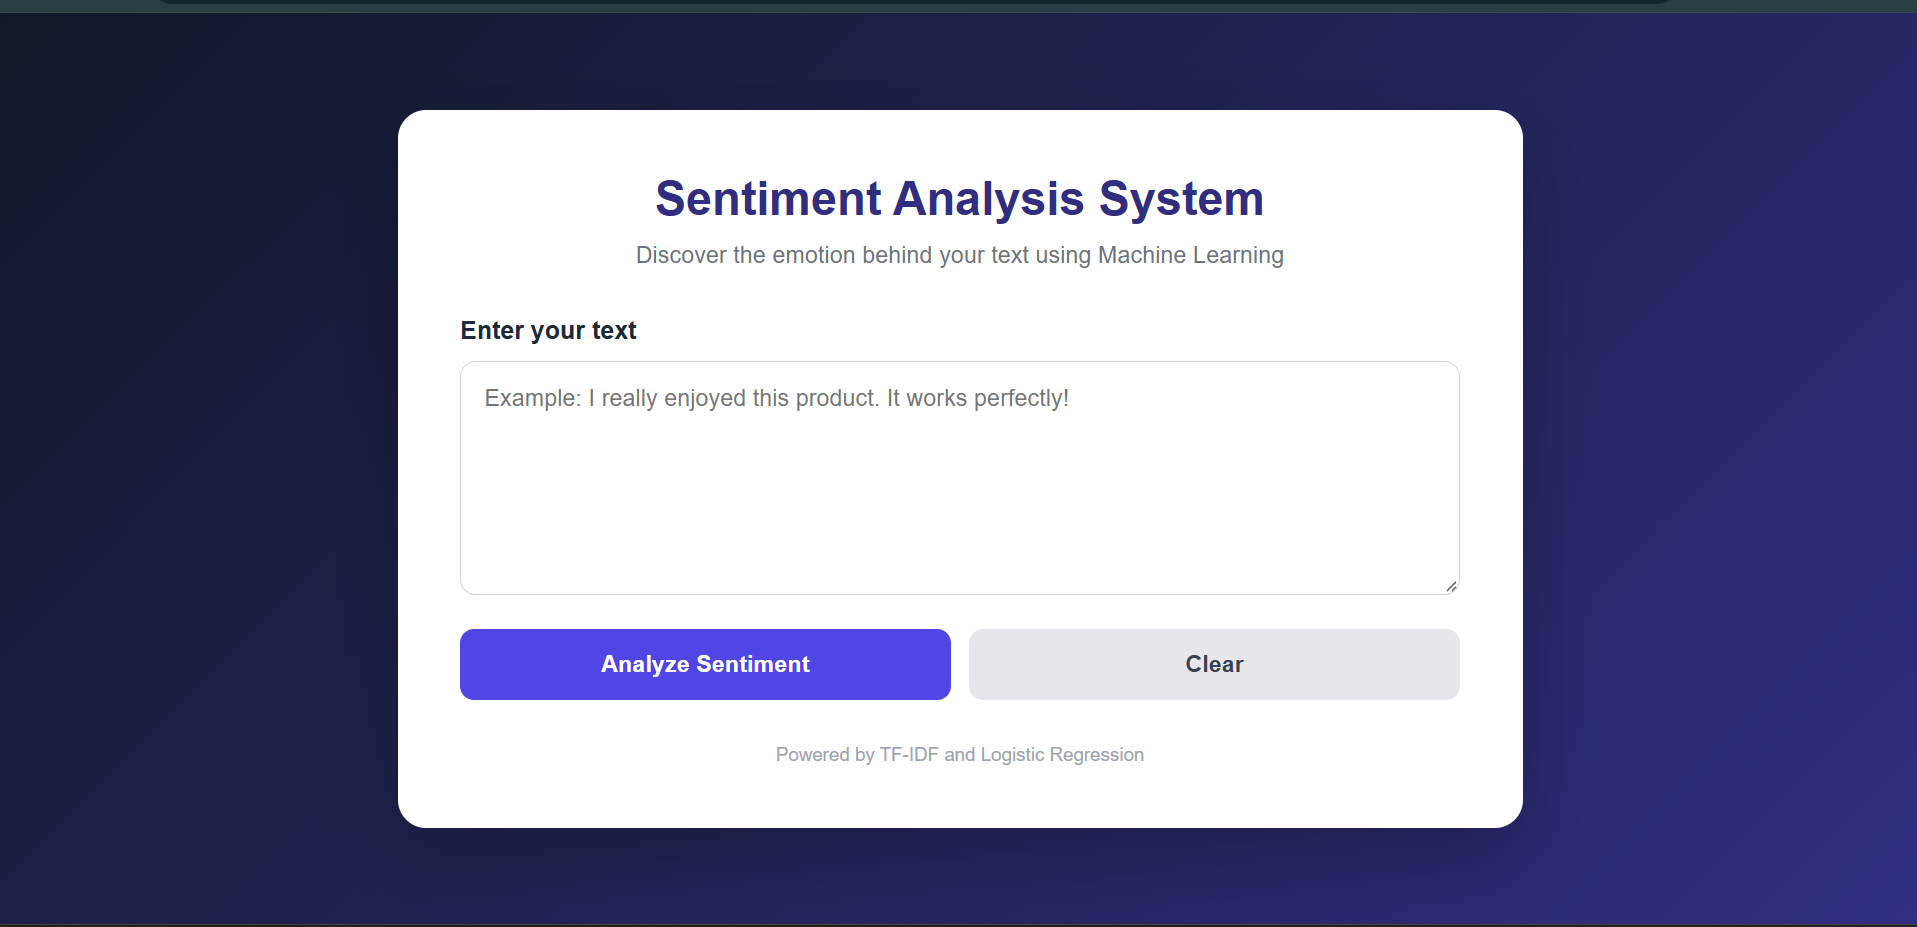 Sentiment Analysis System
Discover the emotion behind your text using Machine Learning
Enter your text
Example: I really enjoyed this product. It works perfectly!
Analyze Sentiment
Clear
Powered by TF-IDF and Logistic Regression